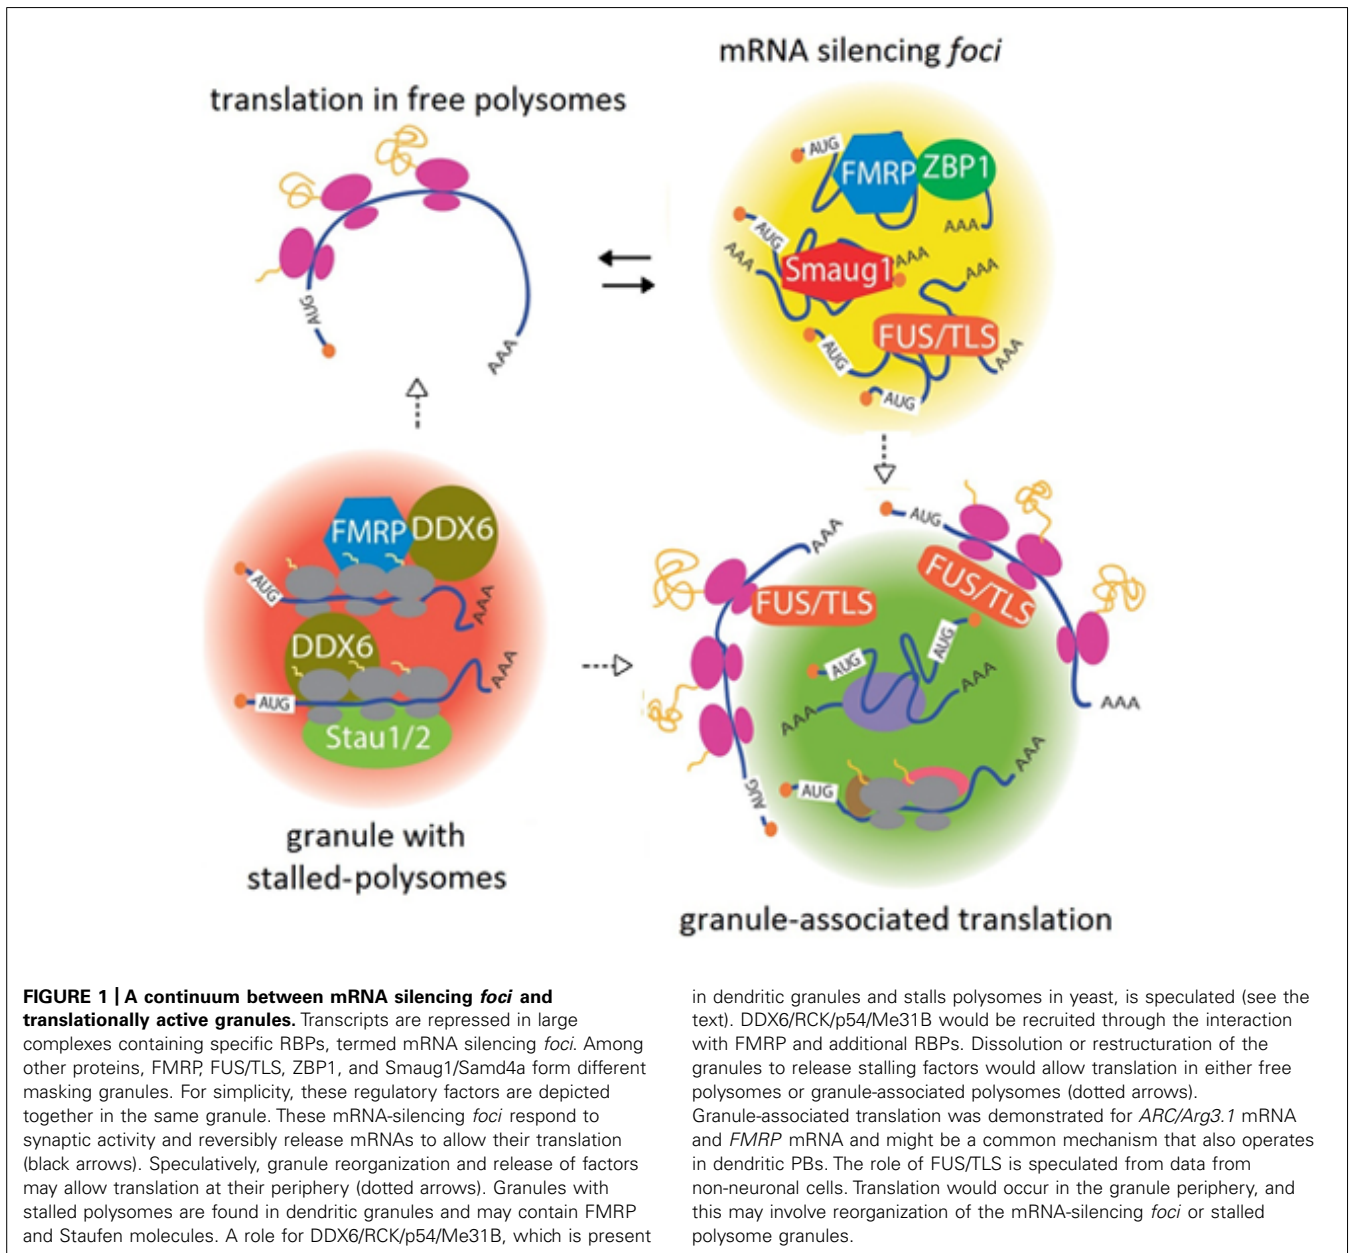 mRNA silencing foci
translation in free polysomes
AUG
FMRP
ZBP1
AAA
AUG
AAA
Smaug1
AAA
AAA
FUS/TLS
AUG
AAA
AUG
AUG
AAA
FMRP
DDX6
AUG
AAA
DDX6
AUG
AAA
Stau1/2
granule with
stalled-polysomes
AUG
AAA
FUS/TLS
FUS/TLS
AUG
AUG
AAA
AAA
AAA
AAA
AUG
AUG
granule-associated translation
FIGURE 1 | A continuum between mRNA silencing foci and
translationally active granules. Transcripts are repressed in large
complexes containing specific RBPs, termed mRNA silencing foci. Among
other proteins, FMRP, FUS/TLS, ZBP1, and Smaug1/Samd4a form different
masking granules. For simplicity, these regulatory factors are depicted
together in the same granule. These mRNA-silencing foci respond to
synaptic activity and reversibly release mRNAs to allow their translation
(black arrows). Speculatively, granule reorganization and release of factors
may allow translation at their periphery (dotted arrows). Granules with
stalled polysomes are found in dendritic granules and may contain FMRP
and Staufen molecules. A role for DDX6/RCK/p54/Me31B, which is present
in dendritic granules and stalls polysomes in yeast, is speculated (see the
text). DDX6/RCK/p54/Me31B would be recruited through the interaction
with FMRP and additional RBPs. Dissolution or restructuration of the
granules to release stalling factors would allow translation in either free
polysomes or granule-associated polysomes (dotted arrows).
Granule-associated translation was demonstrated for ARC/Arg3.1 mRNA
and FMRP mRNA and might be a common mechanism that also operates
in dendritic PBs. The role of FUS/TLS is speculated from data from
non-neuronal cells. Translation would occur in the granule periphery, and
this may involve reorganization of the mRNA-silencing foci or stalled
polysome granules.